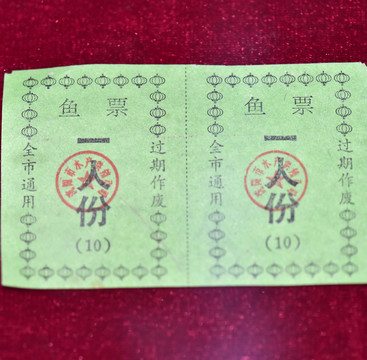 鱼票
全市通用
一人份
过期作废
(10)
鱼票
全市通用
一人份
过期作废
(10)